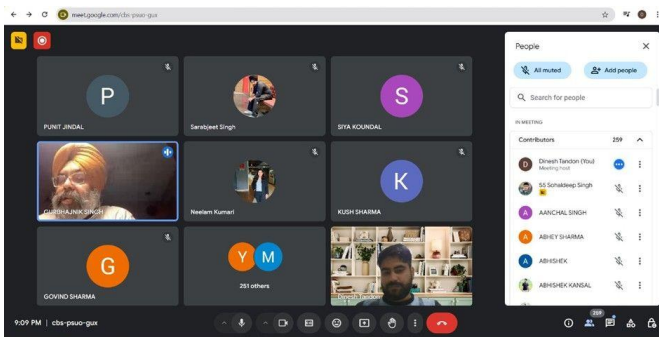 meet.google.com/cbs-psuo-gux
P
PUNIT JINDAL
Sarabjeet Singh
S
SIYA KOUNDAL
GURBHAJNIK SINGH
Neelam Kumari
K
KUSH SHARMA
G
GOVIND SHARMA
Y M
251 others
Dinesh Tandon
People
All muted
Add people
Search for people
IN MEETING
Contributors 259
D
Dinesh Tandon (You)
Meeting host
SS Sohaldeep Singh
A
AANCHAL SINGH
A
ABHEY SHARMA
A
ABHISHEK
ABHISHEK KANSAL
9:09 PM | cbs-psuo-gux
259